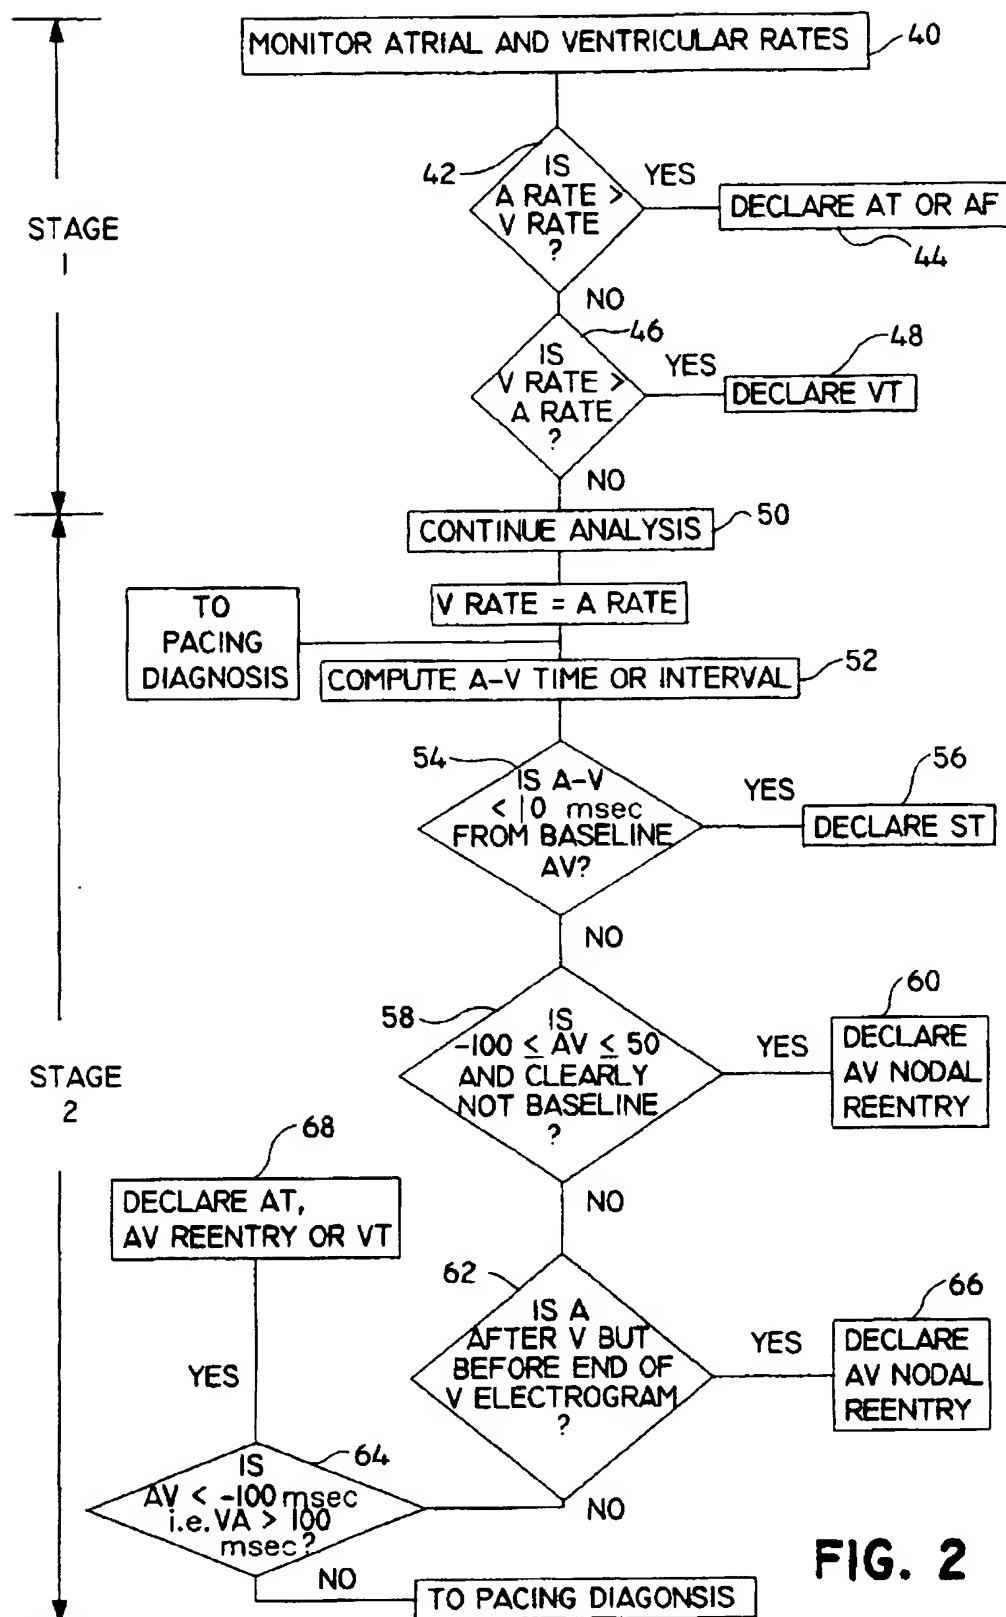 MONITOR ATRIAL AND VENTRICULAR RATES
40
42
IS
A RATE >
V RATE
?
YES
DECLARE AT OR AF
44
STAGE
1
NO
46
IS
V RATE >
A RATE
?
YES
48
DECLARE VT
NO
CONTINUE ANALYSIS
50
V RATE = A RATE
TO
PACING
DIAGNOSIS
COMPUTE A-V TIME OR INTERVAL
52
54
IS A-V
< 10 msec
FROM BASELINE
AV?
YES
56
DECLARE ST
NO
58
IS
-100 ≤ AV ≤ 50
AND CLEARLY
NOT BASELINE
?
YES
60
DECLARE
AV NODAL
REENTRY
STAGE
2
NO
68
DECLARE AT,
AV REENTRY OR VT
62
IS A
AFTER V BUT
BEFORE END OF
V ELECTROGRAM
?
YES
66
DECLARE
AV NODAL
REENTRY
YES
64
IS
AV < -100 msec
i.e. VA > 100
msec?
NO
NO
TO PACING DIAGONSIS
FIG. 2